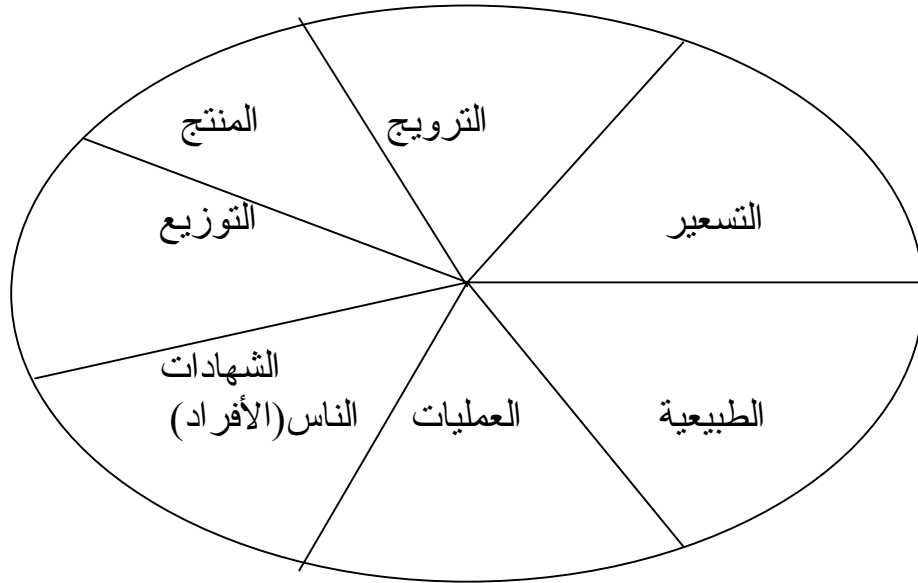 الترويج
المنتج
التسعير
التوزيع
الشهادات
الناس(الأفراد)
العمليات
الطبيعية